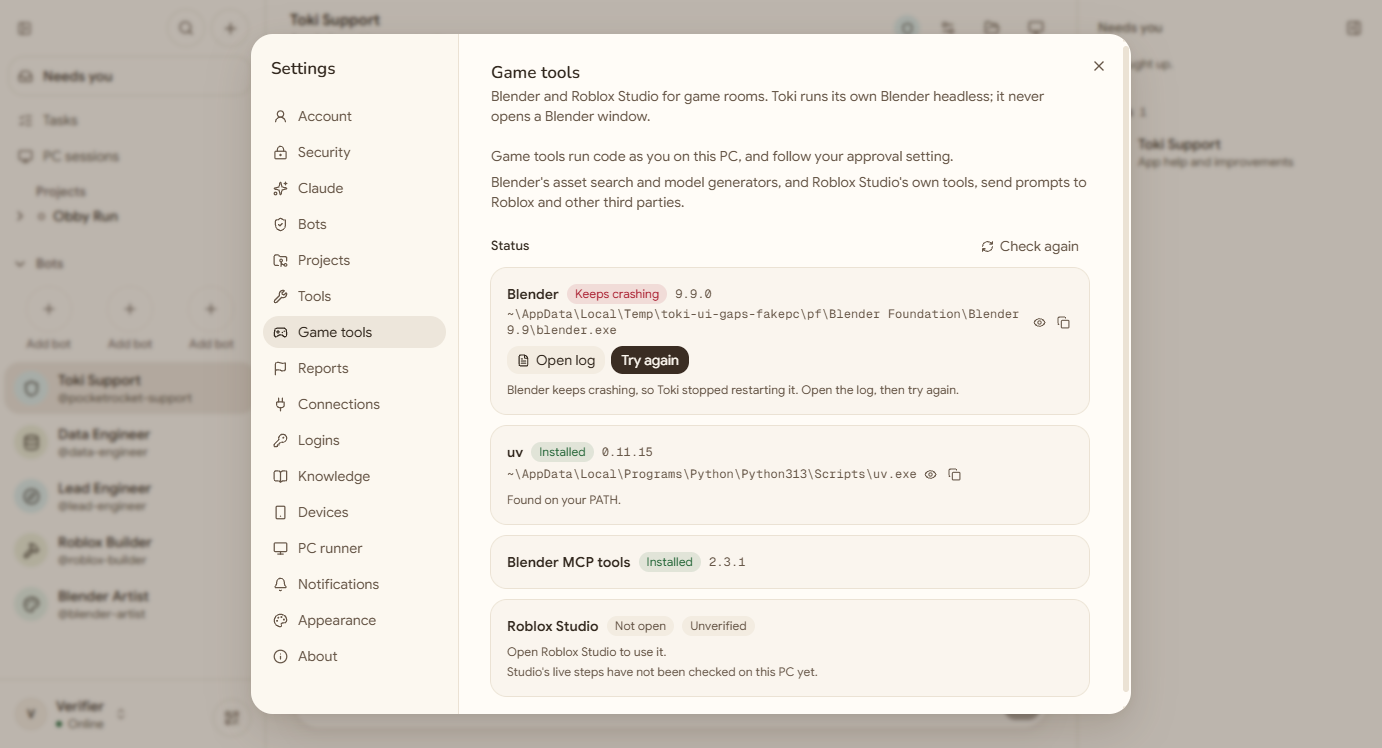 Toki Support
Needs you
Needs you
ught up.
Tasks
PC sessions
1
Toki Support
App help and improvements
Projects
Obby Run
Bots
Add bot
Add bot
Add bot
Toki Support
@pocketrocket-support
Data Engineer
@data-engineer
Lead Engineer
@lead-engineer
Roblox Builder
@roblox-builder
Blender Artist
@blender-artist
V
Verifier
Online
Settings
Account
Security
Claude
Bots
Projects
Tools
Game tools
Reports
Connections
Logins
Knowledge
Devices
PC runner
Notifications
Appearance
About
Game tools
Blender and Roblox Studio for game rooms. Toki runs its own Blender headless; it never
opens a Blender window.
Game tools run code as you on this PC, and follow your approval setting.
Blender's asset search and model generators, and Roblox Studio's own tools, send prompts to
Roblox and other third parties.
Status
Check again
Blender Keeps crashing 9.9.0
~\AppData\Local\Temp\toki-ui-gaps-fakepc\pf\Blender Foundation\Blender
9.9\blender.exe
Open log Try again
Blender keeps crashing, so Toki stopped restarting it. Open the log, then try again.
uv Installed 0.11.15
~\AppData\Local\Programs\Python\Python313\Scripts\uv.exe
Found on your PATH.
Blender MCP tools Installed 2.3.1
Roblox Studio Not open Unverified
Open Roblox Studio to use it.
Studio's live steps have not been checked on this PC yet.